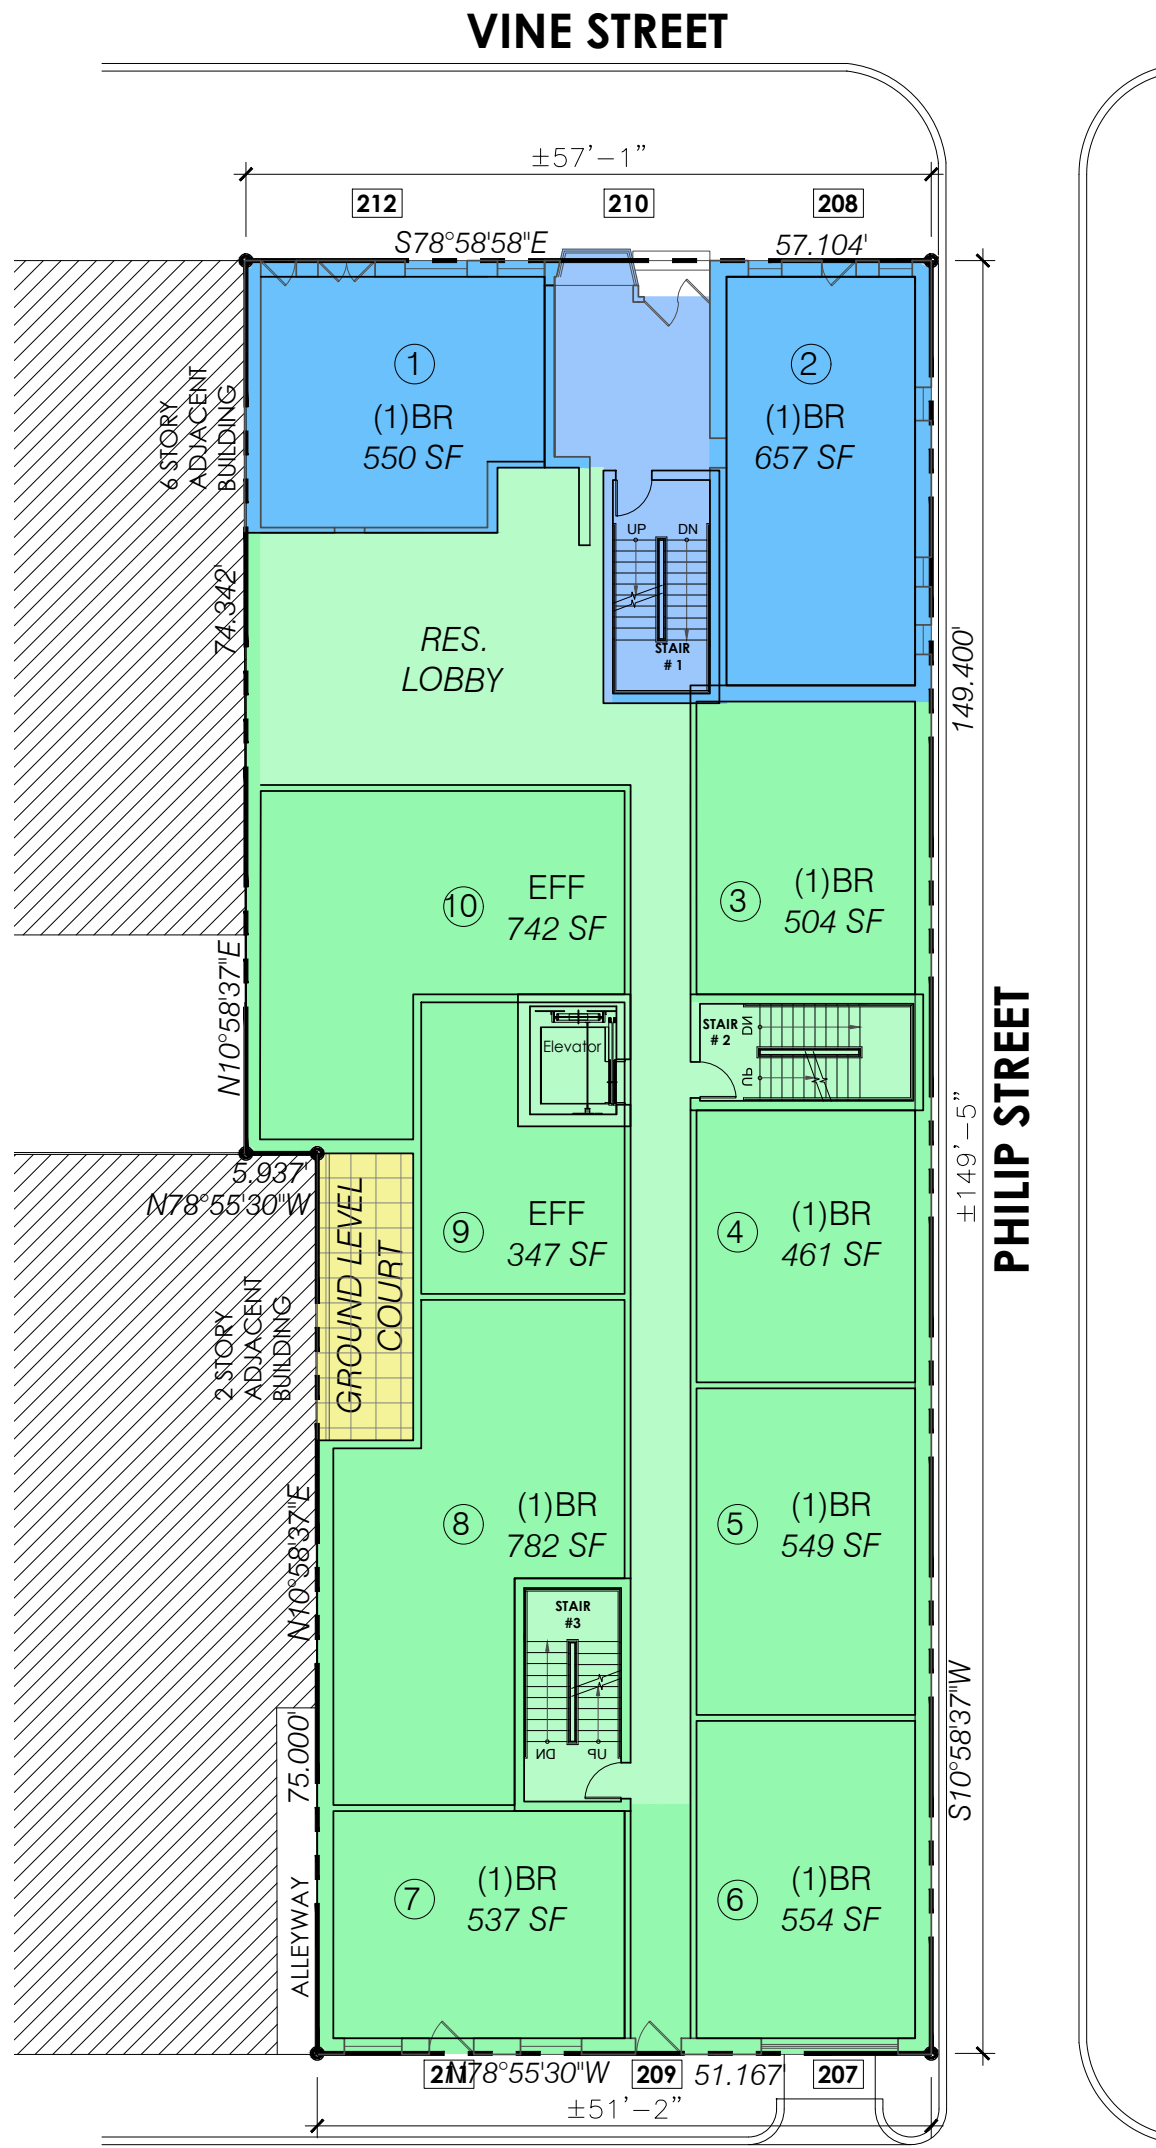 VINE STREET
±57'-1"
212
210
208
S78°58'58"E
57.104'
6 STORY
ADJACENT
BUILDING
1
(1)BR
550 SF
2
(1)BR
657 SF
UP
DN
STAIR
# 1
74.342'
RES.
LOBBY
149.400'
10
EFF
742 SF
3
(1)BR
504 SF
N10°58'37"E
Elevator
STAIR
# 2
DN
UP
PHILIP STREET
±149'-5"
5.937'
N78°55'30"W
GROUND LEVEL
COURT
9
EFF
347 SF
4
(1)BR
461 SF
2 STORY
ADJACENT
BUILDING
N10°58'37"E
8
(1)BR
782 SF
5
(1)BR
549 SF
STAIR
#3
DN
UP
75.000'
S10°58'37"W
ALLEYWAY
7
(1)BR
537 SF
6
(1)BR
554 SF
211
N78°55'30"W
209
51.167'
207
±51'-2"